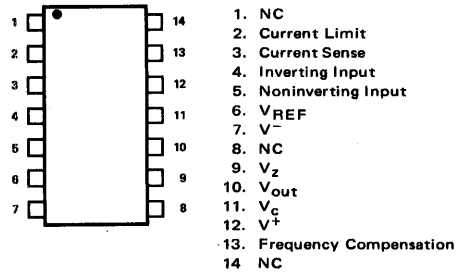 1
2
3
4
5
6
7
14
13
12
11
10
9
8
1. NC
2. Current Limit
3. Current Sense
4. Inverting Input
5. Noninverting Input
6. VREF
7. V−
8. NC
9. Vz
10. Vout
11. Vc
12. V+
13. Frequency Compensation
14 NC